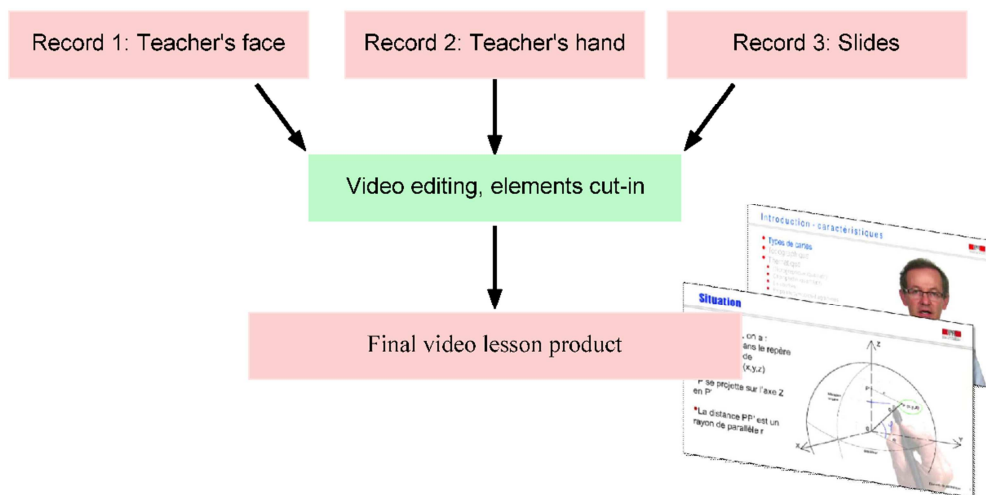 Record 1: Teacher's face
Record 2: Teacher's hand
Record 3: Slides
Video editing, elements cut-in
Final video lesson product
Introduction - caractéristiques
Types de cartes
Situation
, on a :
ans le repère
de
(x,y,z)
P se projette sur l'axe Z
en P'
La distance PP' est un
rayon de parallèle r
Z
X
Y